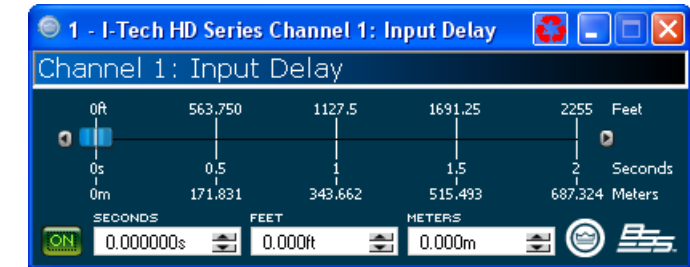 1 - I-Tech HD Series Channel 1: Input Delay
Channel 1: Input Delay
0ft 563.750 1127.5 1691.25 2255 Feet
0s 0.5 1 1.5 2 Seconds
0m 171.831 343.662 515.493 687.324 Meters
SECONDS FEET METERS
ON 0.000000s 0.000ft 0.000m